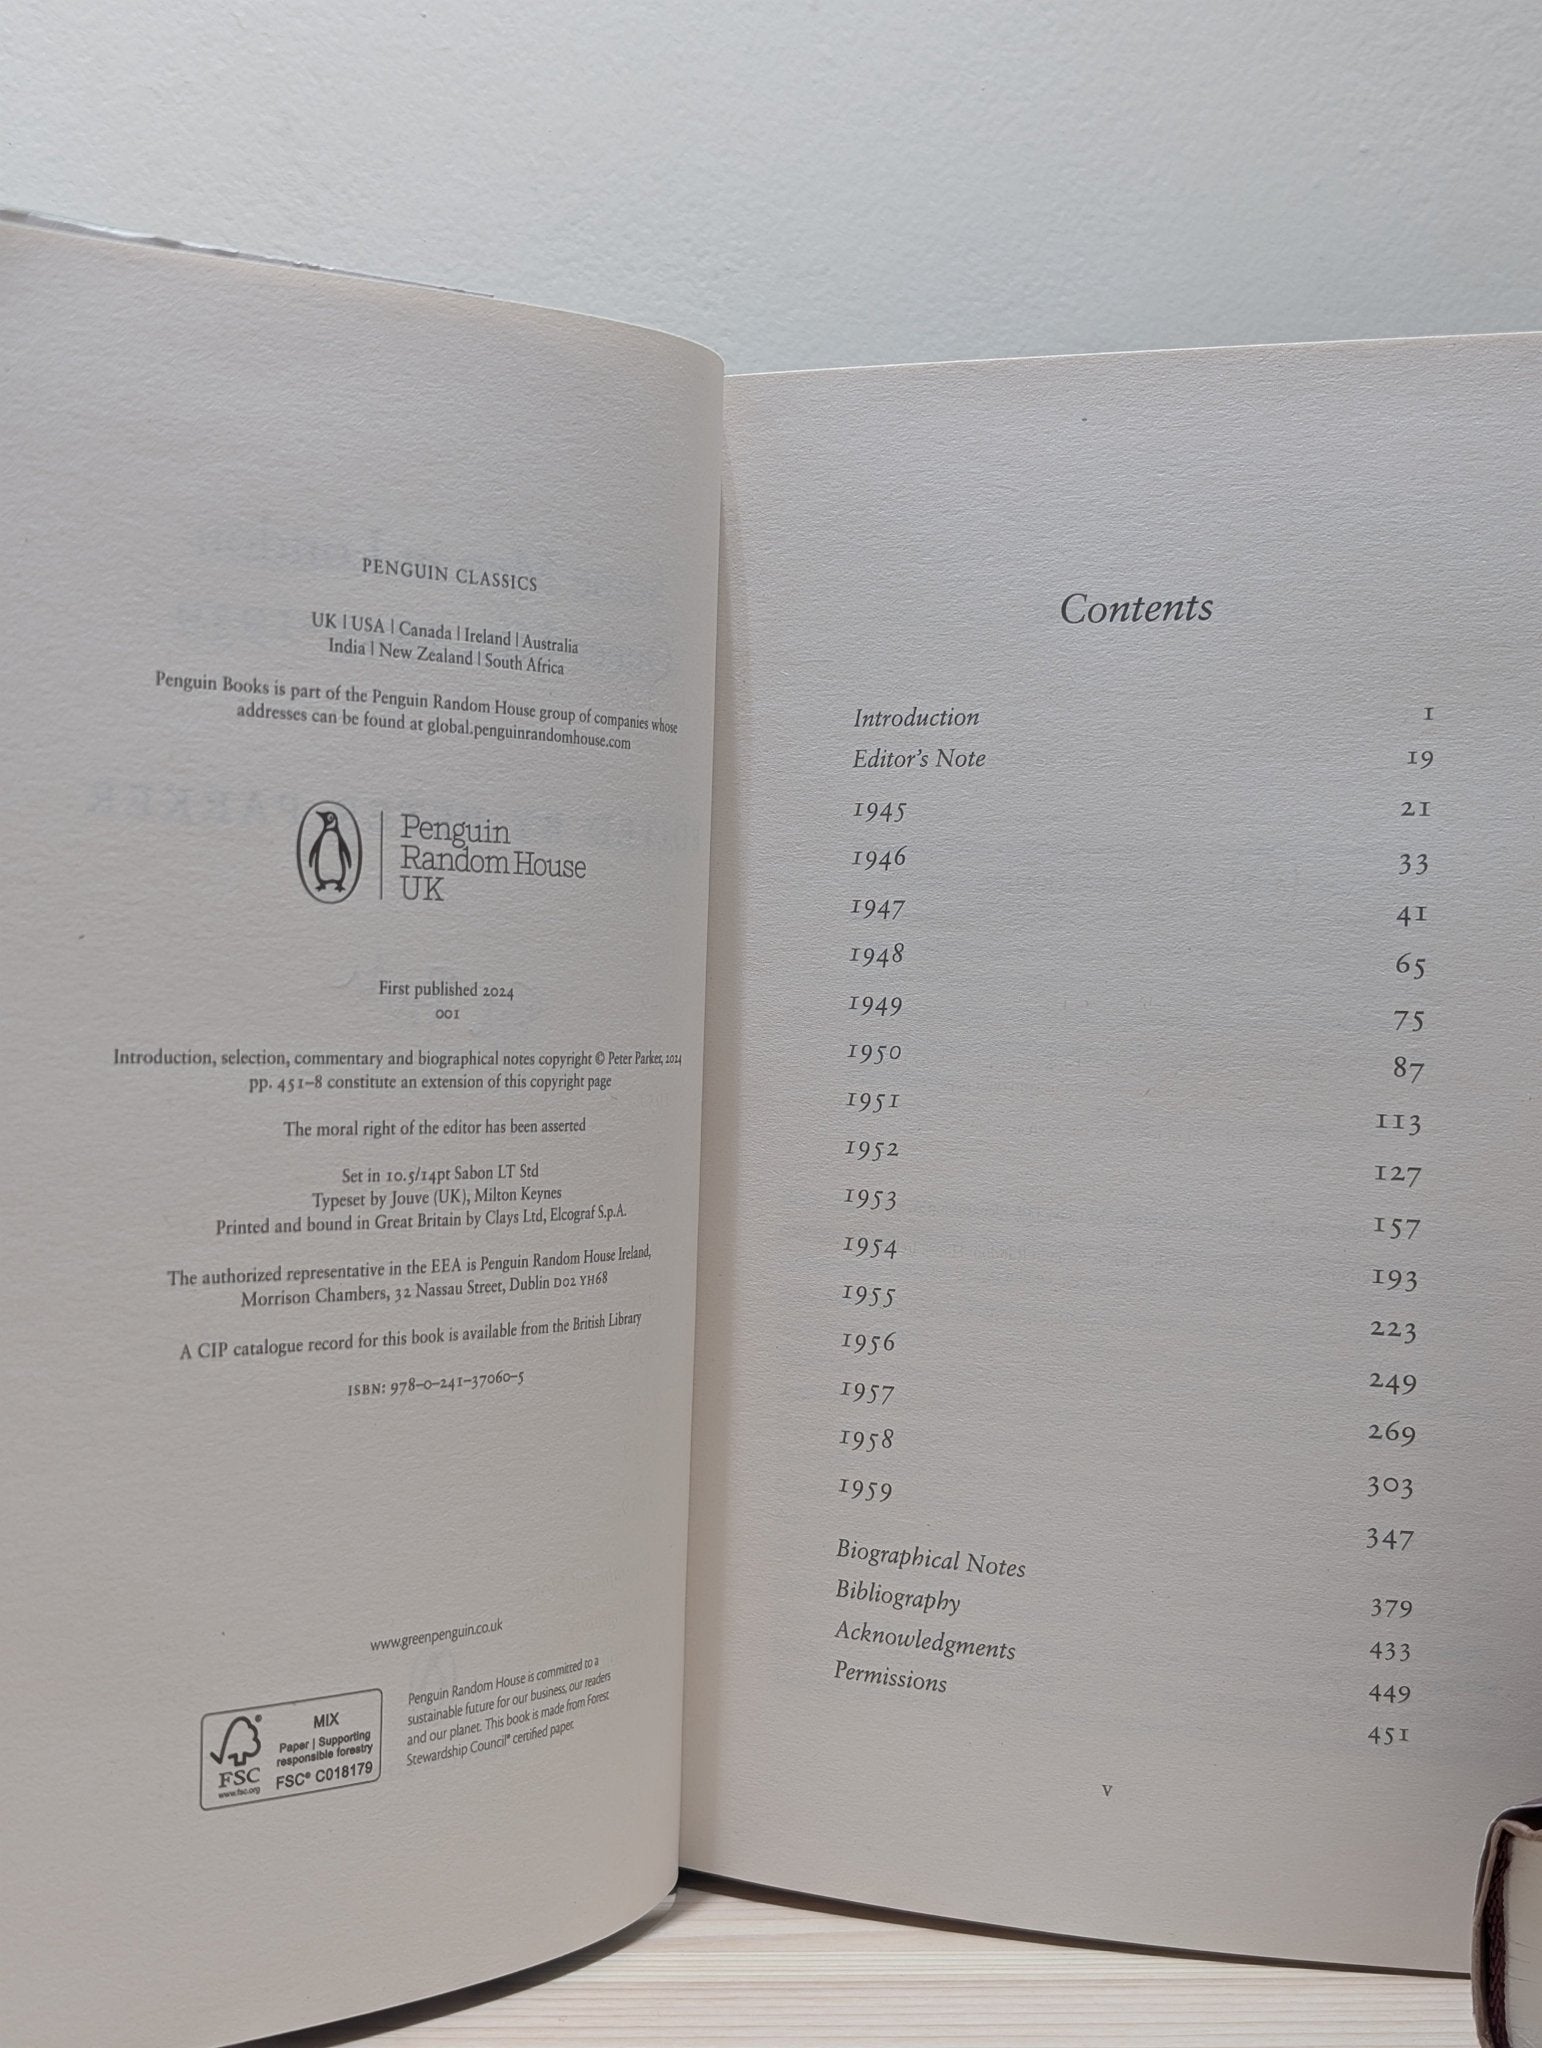 PENGUIN CLASSICS
UK | USA | Canada | Ireland | Australia
India | New Zealand | South Africa
Penguin Books is part of the Penguin Random House group of companies whose
addresses can be found at global.penguinrandomhouse.com
Penguin
Random House
UK
First published 2024
001
Introduction, selection, commentary and biographical notes copyright © Peter Parker, 2024
pp. 451–8 constitute an extension of this copyright page
The moral right of the editor has been asserted
Set in 10.5/14pt Sabon LT Std
Typeset by Jouve (UK), Milton Keynes
Printed and bound in Great Britain by Clays Ltd, Elcograf S.p.A.
The authorized representative in the EEA is Penguin Random House Ireland,
Morrison Chambers, 32 Nassau Street, Dublin D02 YH68
A CIP catalogue record for this book is available from the British Library
ISBN: 978–0–241–37060–5
www.greenpenguin.co.uk
MIX
Paper | Supporting
responsible forestry
FSC® C018179
FSC
www.fsc.org
Penguin Random House is committed to a
sustainable future for our business, our readers
and our planet. This book is made from Forest
Stewardship Council® certified paper.
Contents
Introduction 1
Editor's Note 19
1945 21
1946 33
1947 41
1948 65
1949 75
1950 87
1951 113
1952 127
1953 157
1954 193
1955 223
1956 249
1957 269
1958 303
1959 347
Biographical Notes 379
Bibliography 433
Acknowledgments 449
Permissions 451
v